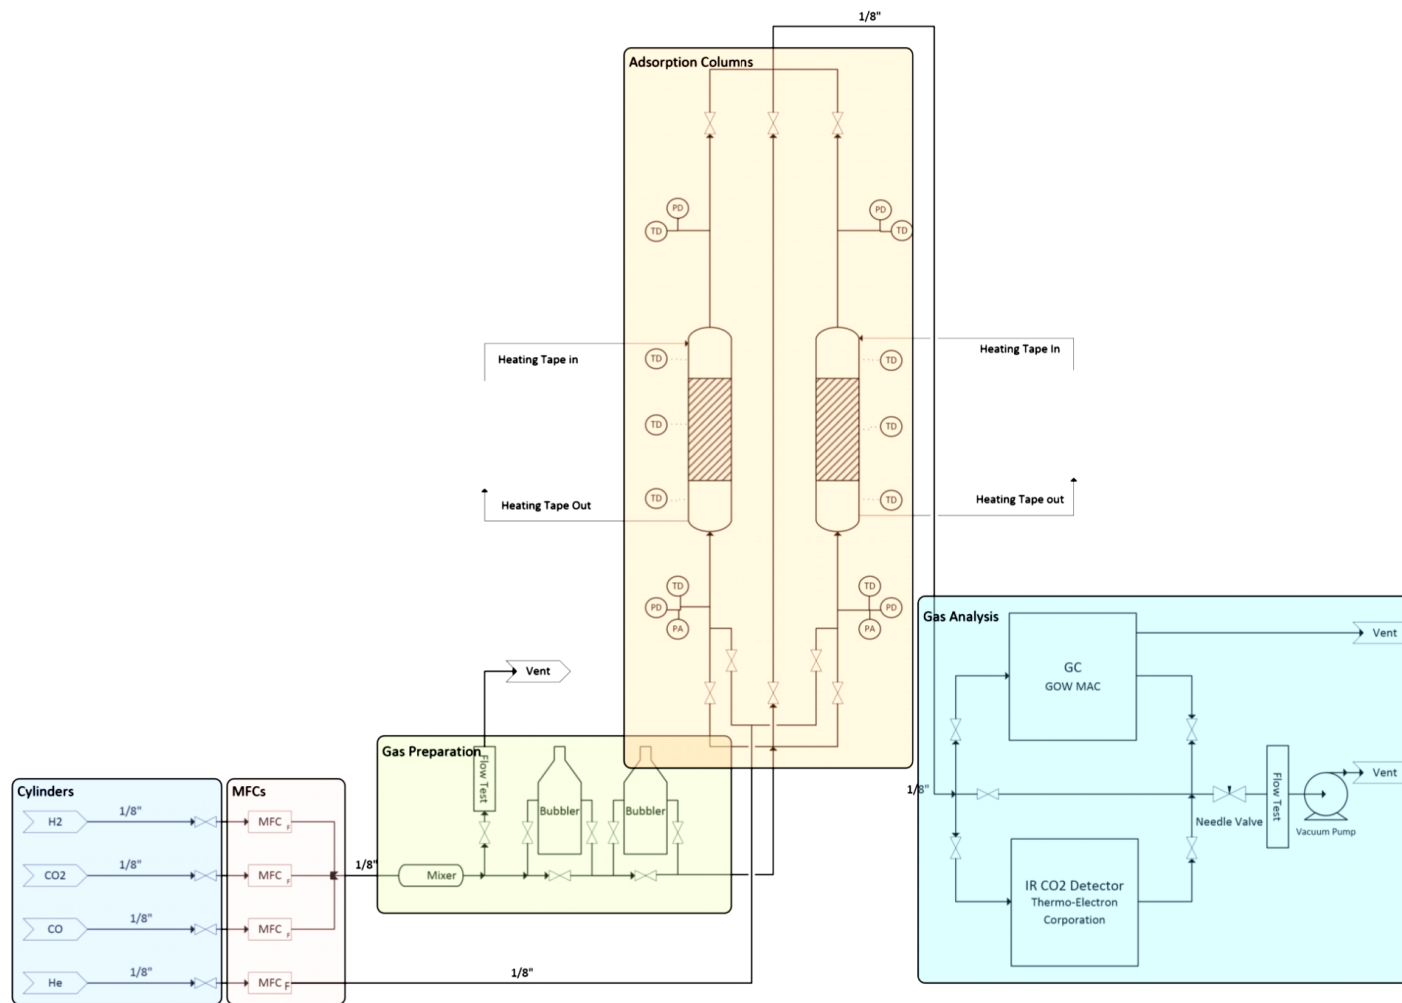 1/8"
Adsorption Columns
PD
TD
PD
TD
Heating Tape in
TD
TD
Heating Tape In
TD
TD
Heating Tape Out
TD
TD
Heating Tape out
TD
PD
PA
TD
PD
PA
Vent
Gas Preparation
Flow Test
Bubbler
Bubbler
Mixer
Cylinders
H2
1/8"
CO2
1/8"
CO
1/8"
He
1/8"
MFCs
MFC F
MFC F
MFC F
MFC F
1/8"
1/8"
Gas Analysis
GC
GOW MAC
Vent
1/8"
Needle Valve
Flow Test
Vacuum Pump
Vent
IR CO2 Detector
Thermo-Electron
Corporation